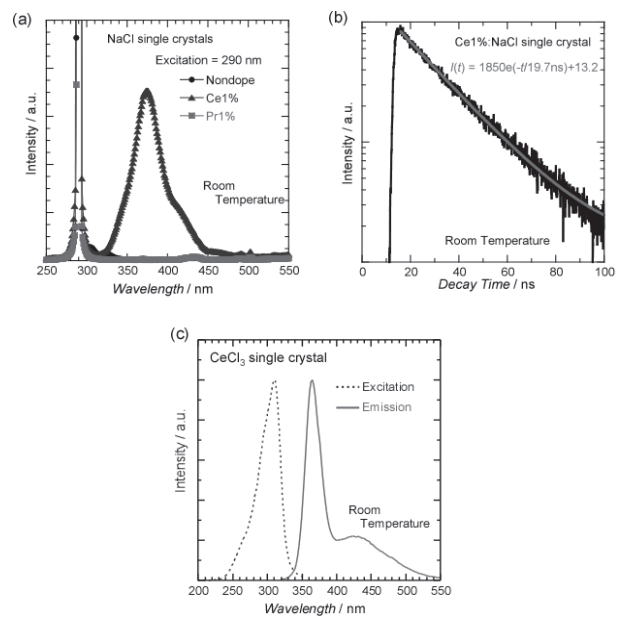 (a)
NaCl single crystals
Excitation = 290 nm
Nondope
Ce1%
Pr1%
Room
Temperature
Intensity / a.u.
250 300 350 400 450 500 550
Wavelength / nm
(b)
Ce1%:NaCl single crystal
I(t) = 1850e(-t/19.7ns)+13.2
Intensity / a.u.
Room Temperature
0 20 40 60 80 100
Decay Time / ns
(c)
CeCl3 single crystal
Excitation
Emission
Room
Temperature
Intensity / a.u.
200 250 300 350 400 450 500 550
Wavelength / nm